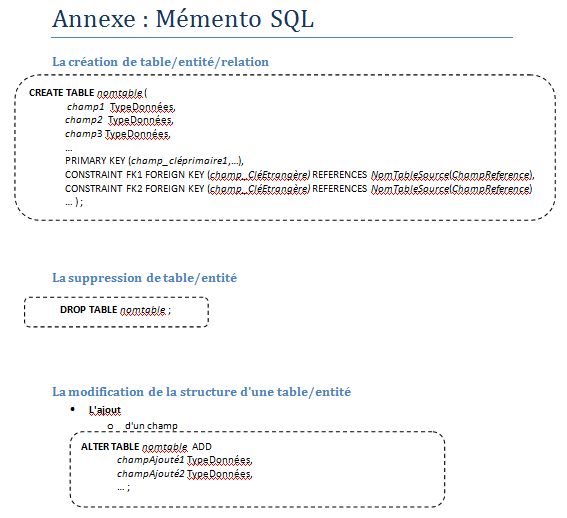 Annexe : Mémento SQL
La création de table/entité/relation
CREATE TABLE nomtable (
champ1 TypeDonnées,
champ2 TypeDonnées,
champ3 TypeDonnées,
...
PRIMARY KEY (champ_cléprimaire1,...),
CONSTRAINT FK1 FOREIGN KEY (champ_CléEtrangère) REFERENCES NomTableSource(ChampReference),
CONSTRAINT FK2 FOREIGN KEY (champ_CléEtrangère) REFERENCES NomTableSource(ChampReference)
... ) ;
La suppression de table/entité
DROP TABLE nomtable ;
La modification de la structure d'une table/entité
• L'ajout
o d'un champ
ALTER TABLE nomtable ADD
champAjouté1 TypeDonnées,
champAjouté2 TypeDonnées,
... ;